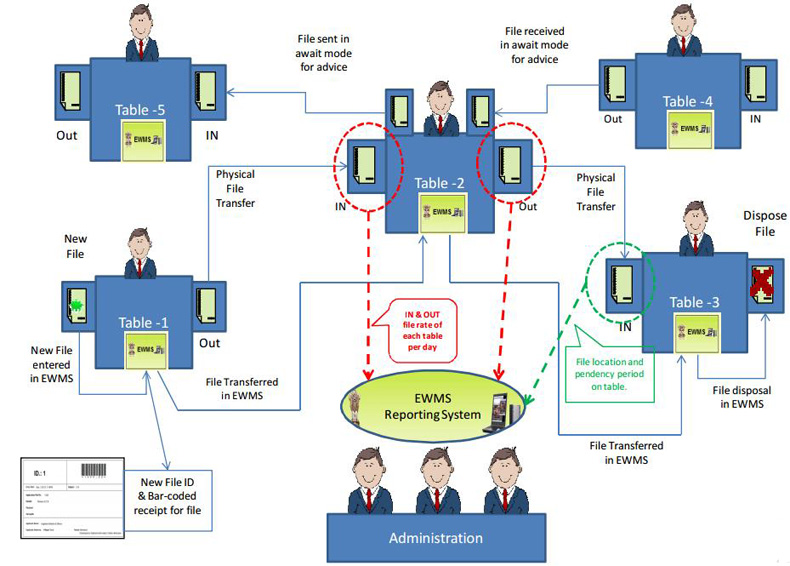 File sent in
await mode
for advice
File received
in await mode
for advice
Table -5
Out
IN
EWMS
Table -4
Out
IN
EWMS
Table -2
IN
Out
EWMS
Physical
File
Transfer
Physical
File
Transfer
New
File
Table -1
Out
EWMS
New File
entered
in EWMS
File Transferred
in EWMS
Dispose
File
Table -3
IN
EWMS
File disposal
in EWMS
File Transferred
in EWMS
IN & OUT
file rate of
each table
per day
File location and
pendency period
on table.
EWMS
Reporting System
ID.: 1
New File ID
& Bar-coded
receipt for file
Administration